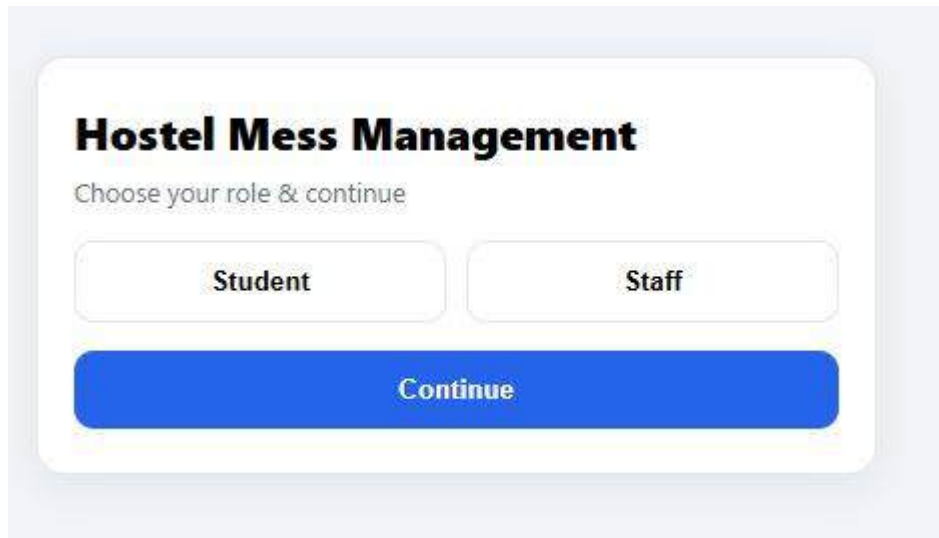 Hostel Mess Management
Choose your role & continue
Student
Staff
Continue